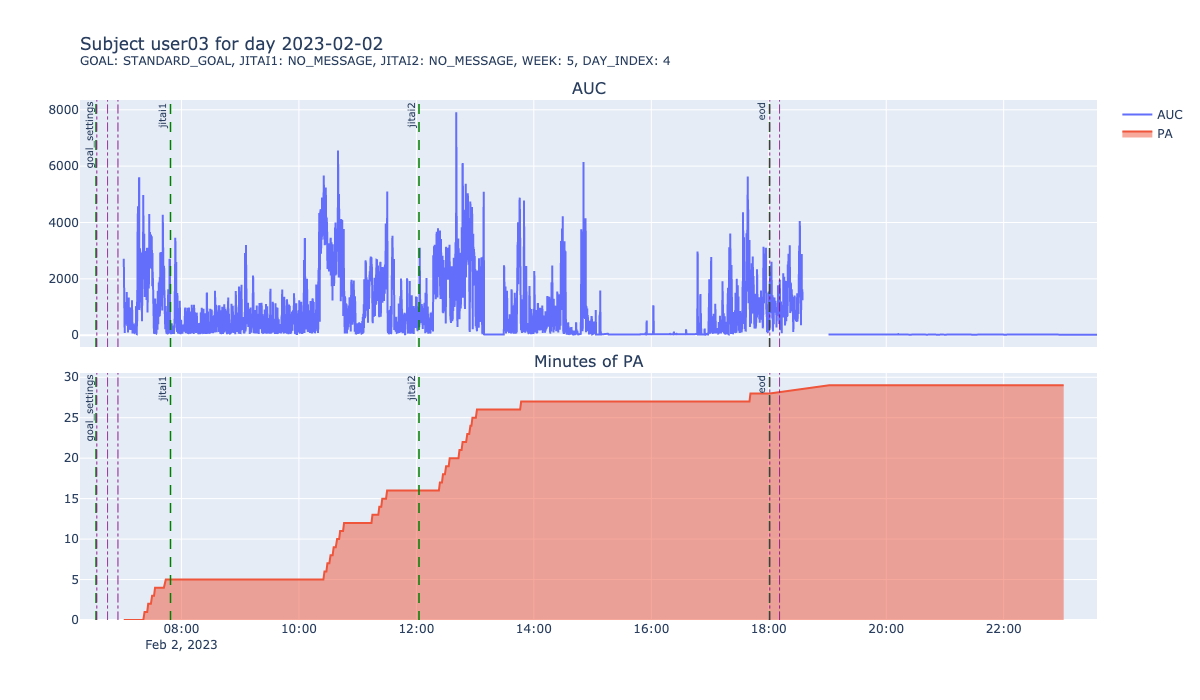 Subject user03 for day 2023-02-02
GOAL: STANDARD_GOAL, JITAI1: NO_MESSAGE, JITAI2: NO_MESSAGE, WEEK: 5, DAY_INDEX: 4
AUC
8000
6000
4000
2000
0
goal_settings
jitai1
jitai2
eod
AUC
PA
Minutes of PA
30
25
20
15
10
5
0
goal_settings
jitai1
jitai2
eod
08:00
10:00
12:00
14:00
16:00
18:00
20:00
22:00
Feb 2, 2023